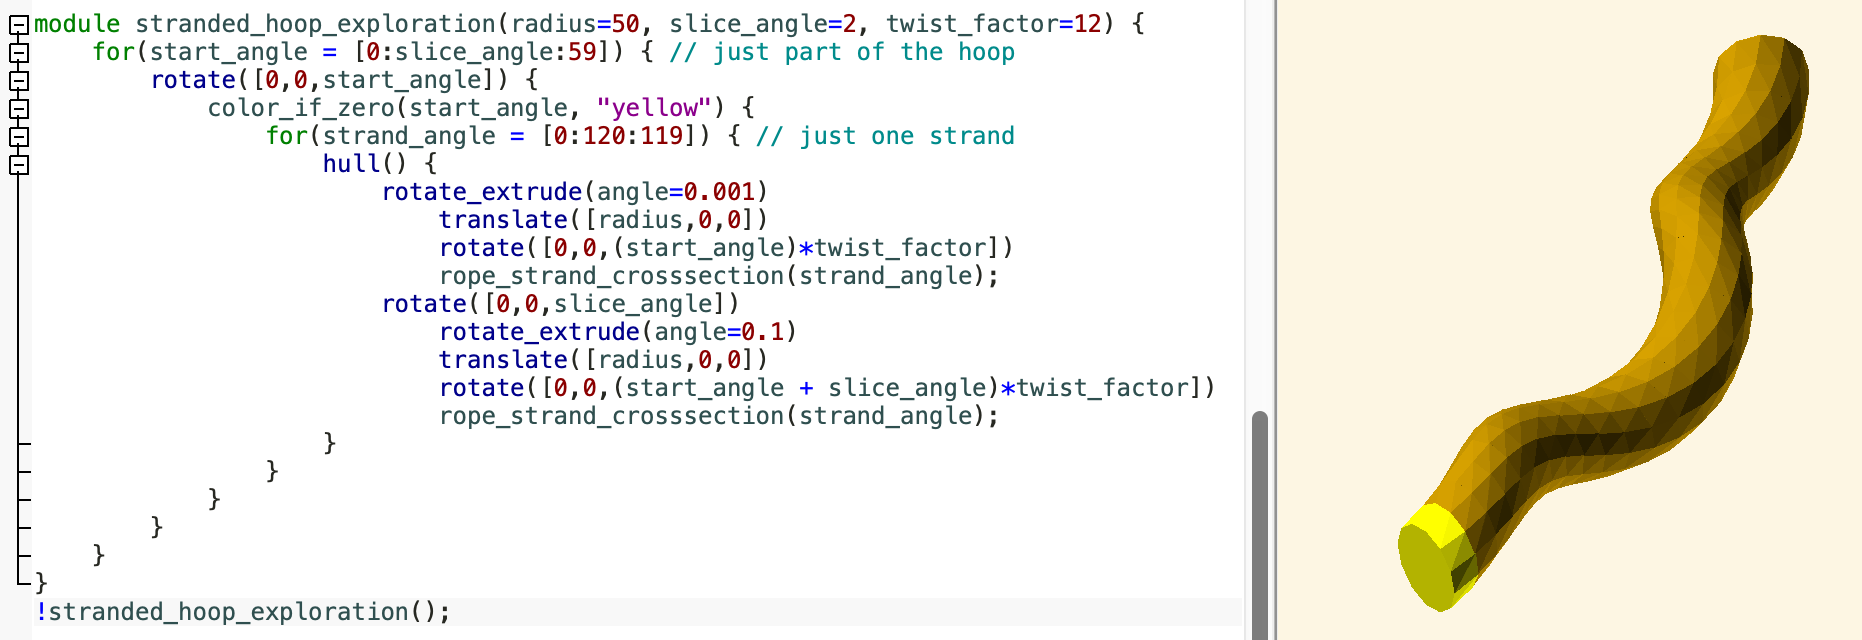 module stranded_hoop_exploration(radius=50, slice_angle=2, twist_factor=12) {
    for(start_angle = [0:slice_angle:59]) { // just part of the hoop
        rotate([0,0,start_angle]) {
            color_if_zero(start_angle, "yellow") {
                for(strand_angle = [0:120:119]) { // just one strand
                    hull() {
                        rotate_extrude(angle=0.001)
                            translate([radius,0,0])
                            rotate([0,0,(start_angle)*twist_factor])
                            rope_strand_crosssection(strand_angle);
                        rotate([0,0,slice_angle])
                            rotate_extrude(angle=0.1)
                            translate([radius,0,0])
                            rotate([0,0,(start_angle + slice_angle)*twist_factor])
                            rope_strand_crosssection(strand_angle);
                    }
                }
            }
        }
    }
}
!stranded_hoop_exploration();